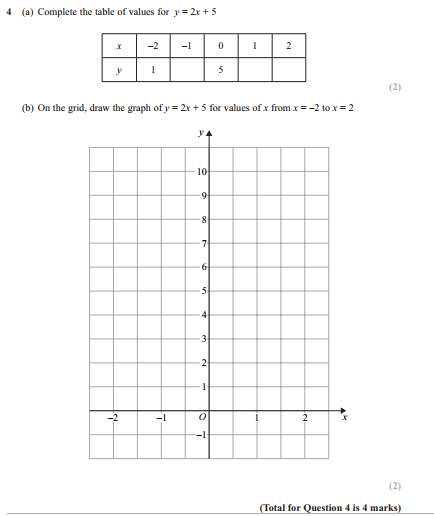 4 (a) Complete the table of values for y = 2x + 5
x –2 –1 0 1 2
y 1 5
(2)
(b) On the grid, draw the graph of y = 2x + 5 for values of x from x = –2 to x = 2
y
10
9
8
7
6
5
4
3
2
1
–2 –1 O 1 2 x
–1
(2)
(Total for Question 4 is 4 marks)